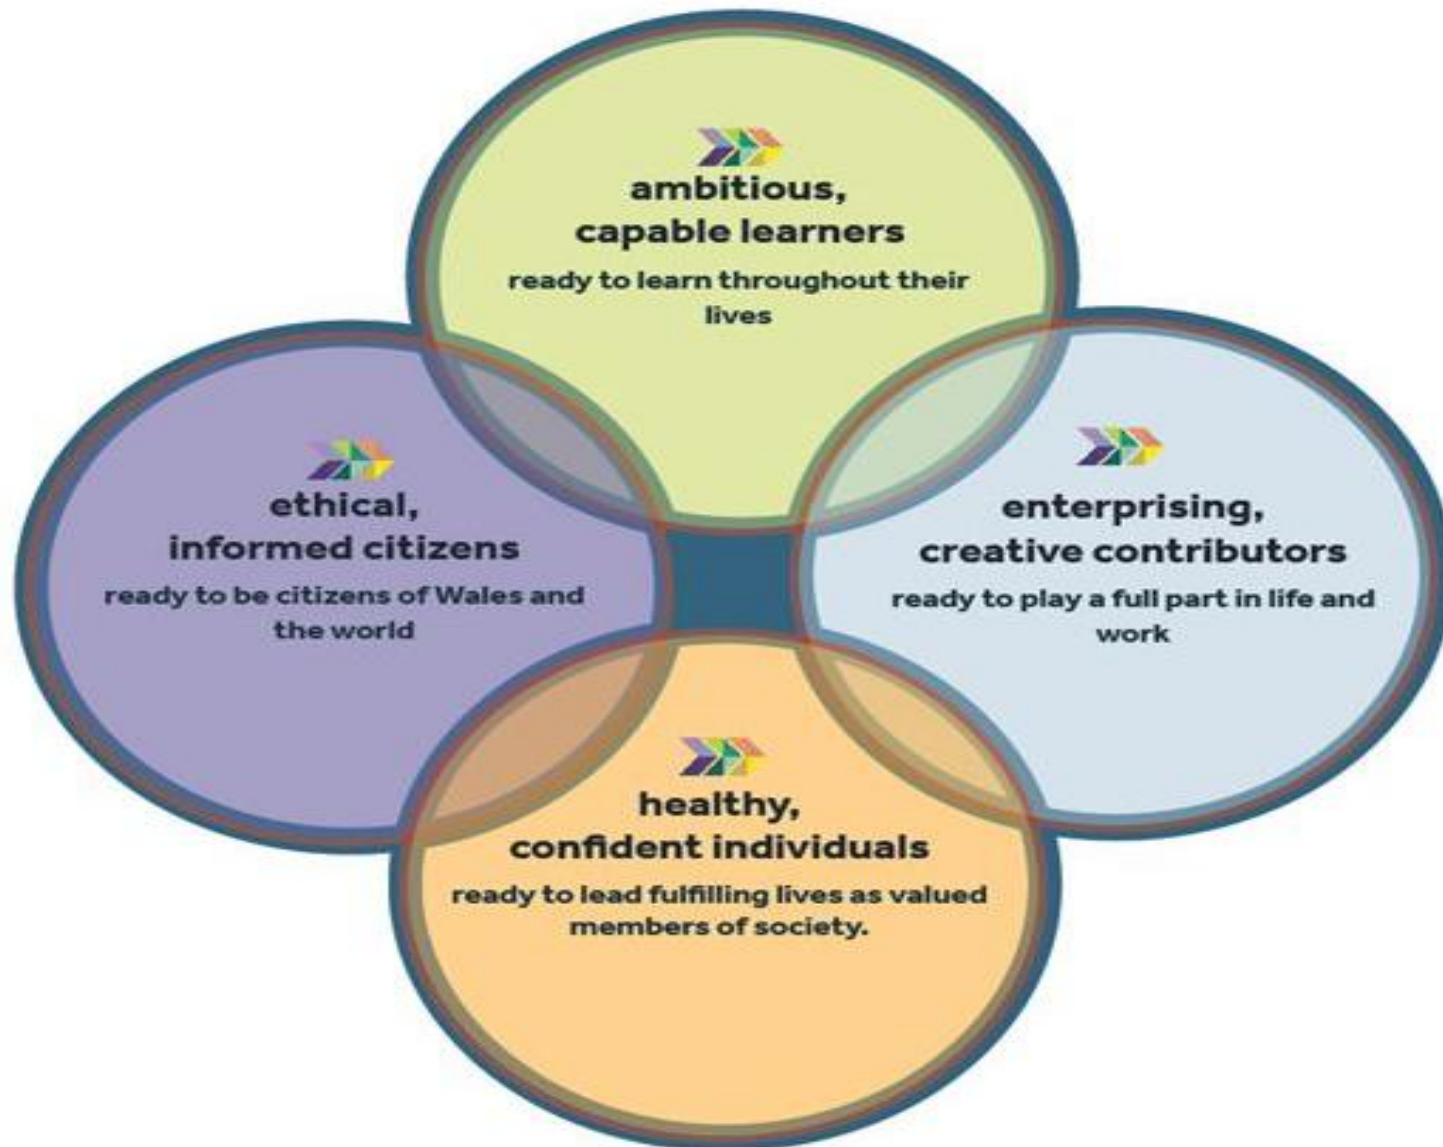 ambitious,
capable learners
ready to learn throughout their
lives
ethical,
informed citizens
ready to be citizens of Wales and
the world
enterprising,
creative contributors
ready to play a full part in life and
work
healthy,
confident individuals
ready to lead fulfilling lives as valued
members of society.